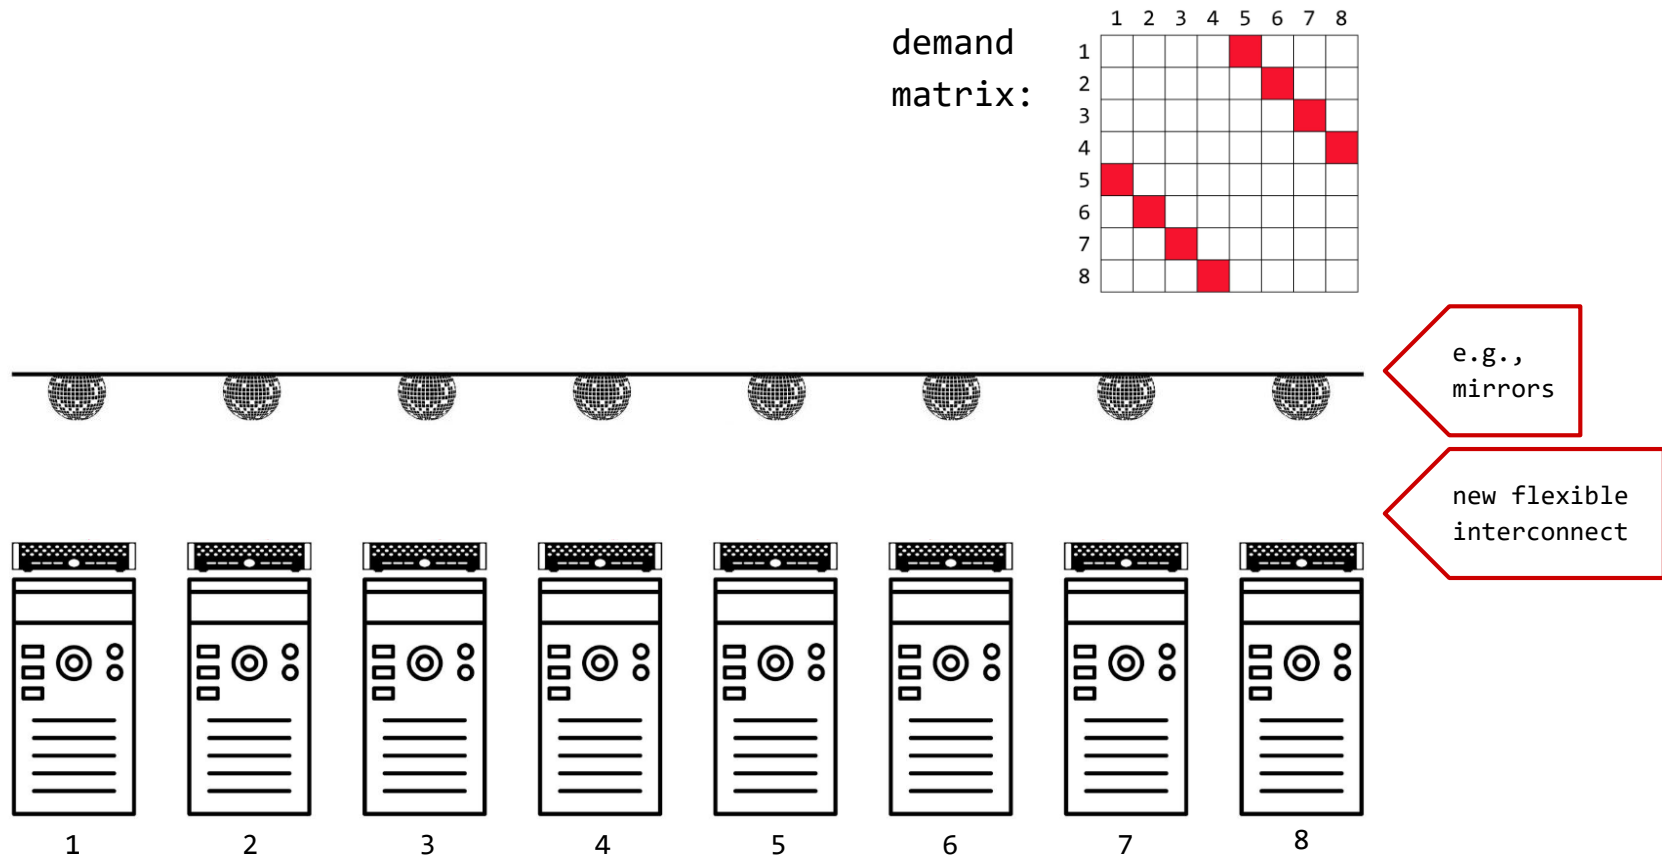 demand
matrix:
1 2 3 4 5 6 7 8
1
2
3
4
5
6
7
8
e.g.,
mirrors
new flexible
interconnect
1 2 3 4 5 6 7 8